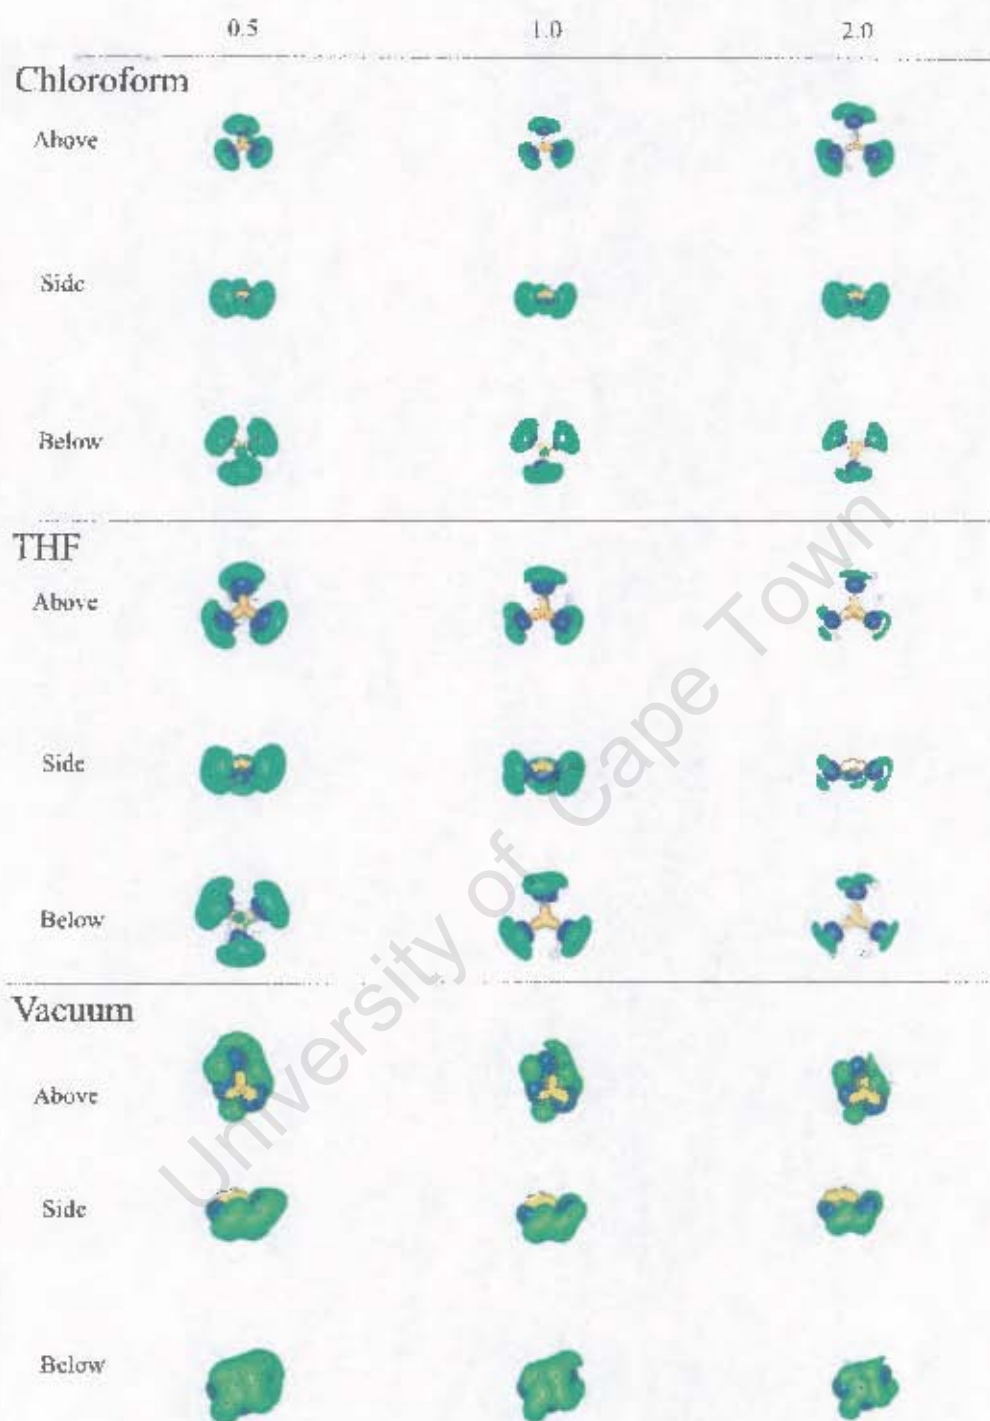 0.5 1.0 2.0
Chloroform
Above
Side
Below
THF
Above
Side
Below
Vacuum
Above
Side
Below
University of Cape Town